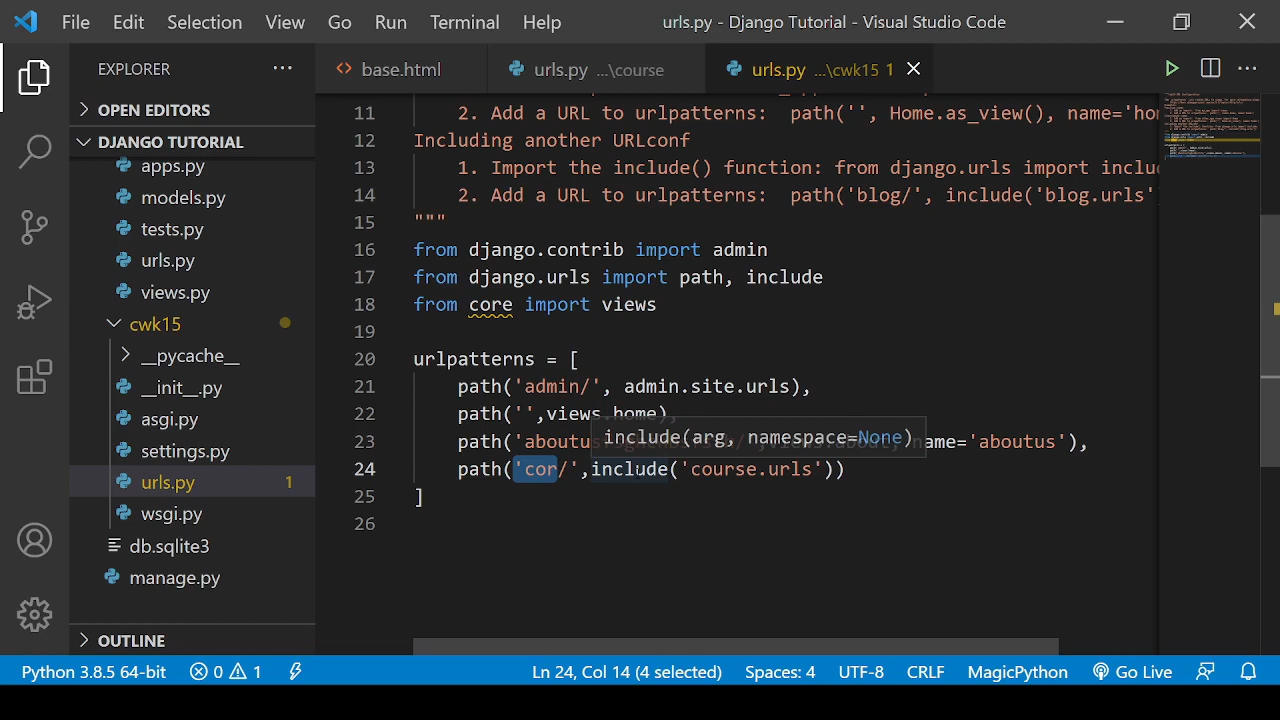 File Edit Selection View Go Run Terminal Help urls.py - Django Tutorial - Visual Studio Code
EXPLORER
base.html urls.py ...\course urls.py ...\cwk15 1
OPEN EDITORS
DJANGO TUTORIAL
apps.py
models.py
tests.py
urls.py
views.py
cwk15
__pycache__
__init__.py
asgi.py
settings.py
urls.py 1
wsgi.py
db.sqlite3
manage.py
OUTLINE
11 2. Add a URL to urlpatterns: path('', Home.as_view(), name='ho
12 Including another URLconf
13 1. Import the include() function: from django.urls import inclu
14 2. Add a URL to urlpatterns: path('blog/', include('blog.urls'
15 """
16 from django.contrib import admin
17 from django.urls import path, include
18 from core import views
19
20 urlpatterns = [
21 path('admin/', admin.site.urls),
22 path('',views.home),
include(arg, namespace=None)
23 path('aboutus name='aboutus'),
24 path('cor/',include('course.urls'))
25 ]
26
Python 3.8.5 64-bit 0 1 Ln 24, Col 14 (4 selected) Spaces: 4 UTF-8 CRLF MagicPython Go Live